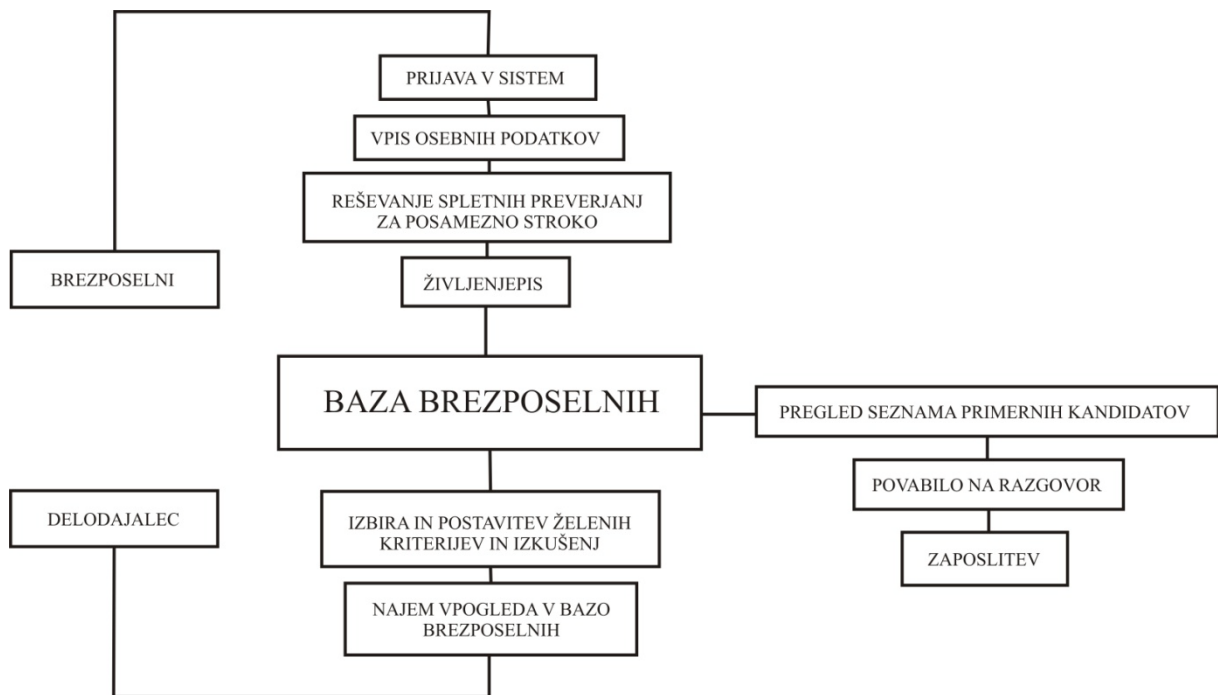 PRIJAVA V SISTEM
VPIS OSEBNIH PODATKOV
REŠEVANJE SPLETNIH PREVERJANJ
ZA POSAMEZNO STROKO
BREZPOSELNI
ŽIVLJENJEPIS
BAZA BREZPOSELNIH
PREGLED SEZNAMA PRIMERNIH KANDIDATOV
POVABILO NA RAZGOVOR
ZAPOSLITEV
DELODAJALEC
IZBIRA IN POSTAVITEV ŽELENIH
KRITERIJEV IN IZKUŠENJ
NAJEM VPOGLEDA V BAZO
BREZPOSELNIH